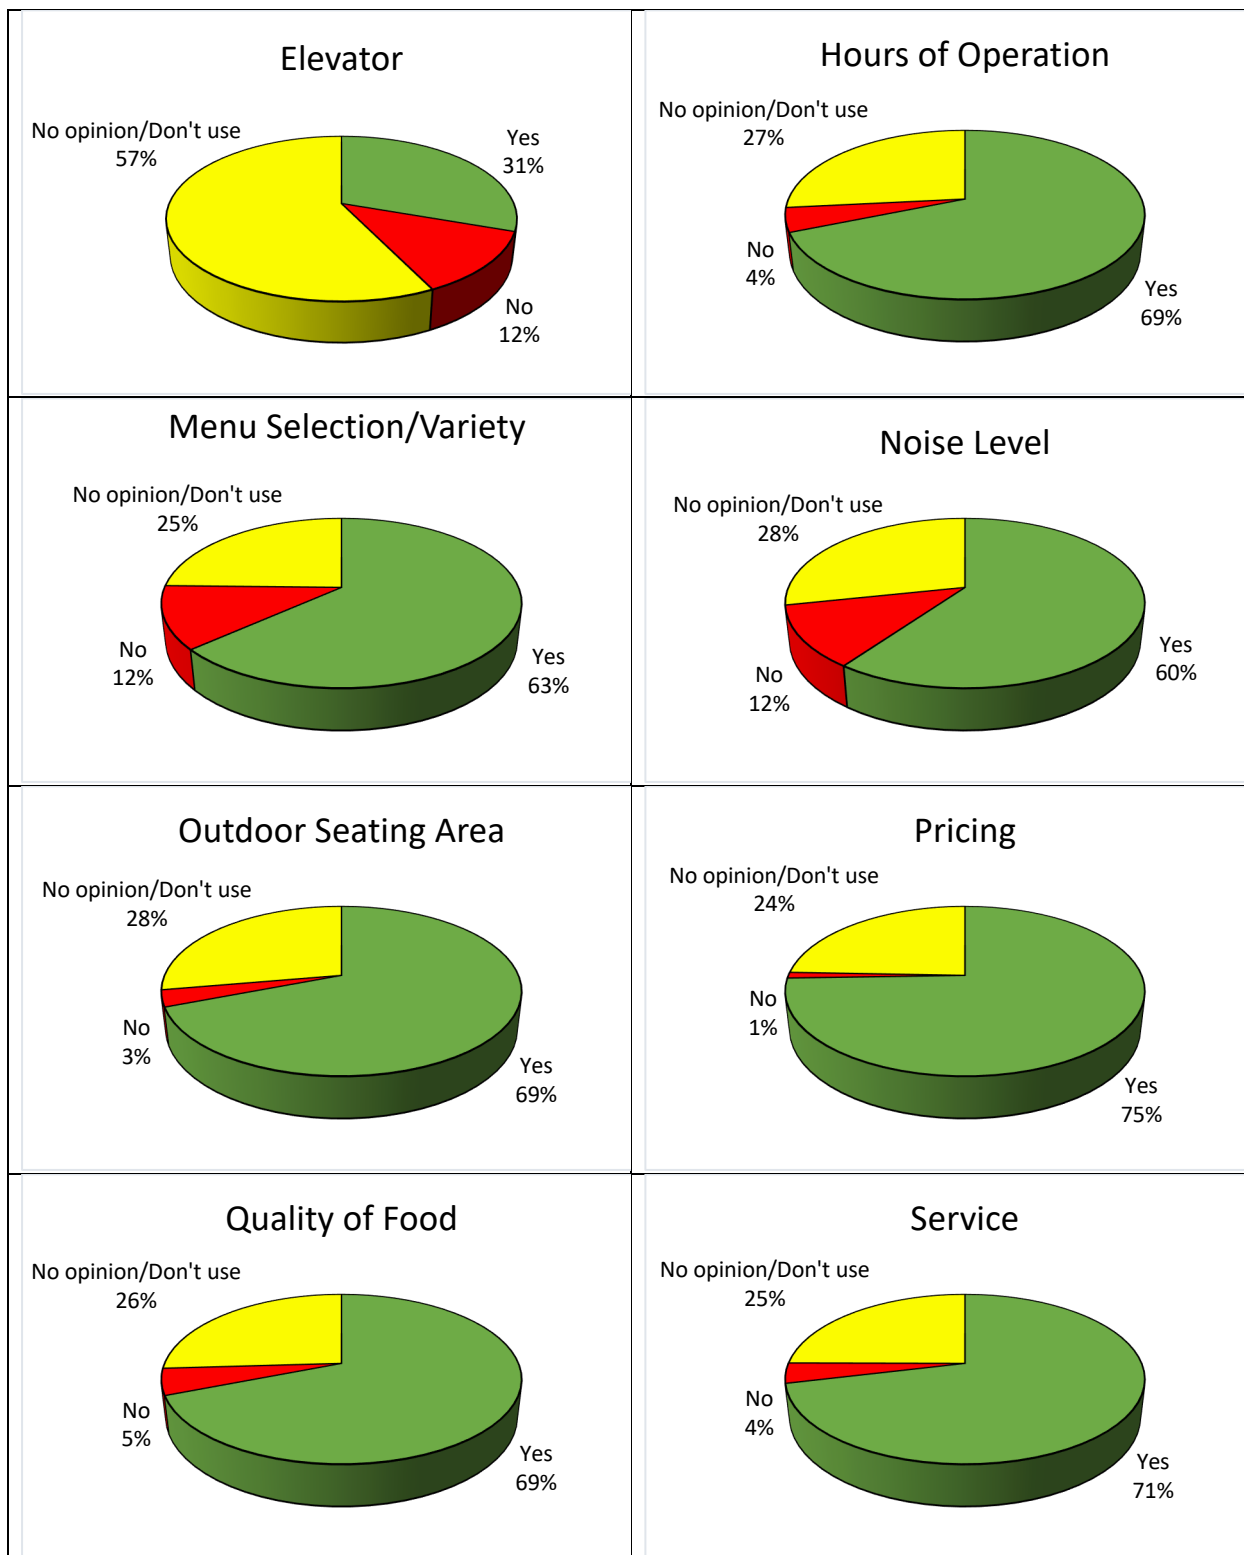 Elevator
No opinion/Don't use
57%
Yes
31%
No
12%
Hours of Operation
No opinion/Don't use
27%
No
4%
Yes
69%
Menu Selection/Variety
No opinion/Don't use
25%
No
12%
Yes
63%
Noise Level
No opinion/Don't use
28%
No
12%
Yes
60%
Outdoor Seating Area
No opinion/Don't use
28%
No
3%
Yes
69%
Pricing
No opinion/Don't use
24%
No
1%
Yes
75%
Quality of Food
No opinion/Don't use
26%
No
5%
Yes
69%
Service
No opinion/Don't use
25%
No
4%
Yes
71%